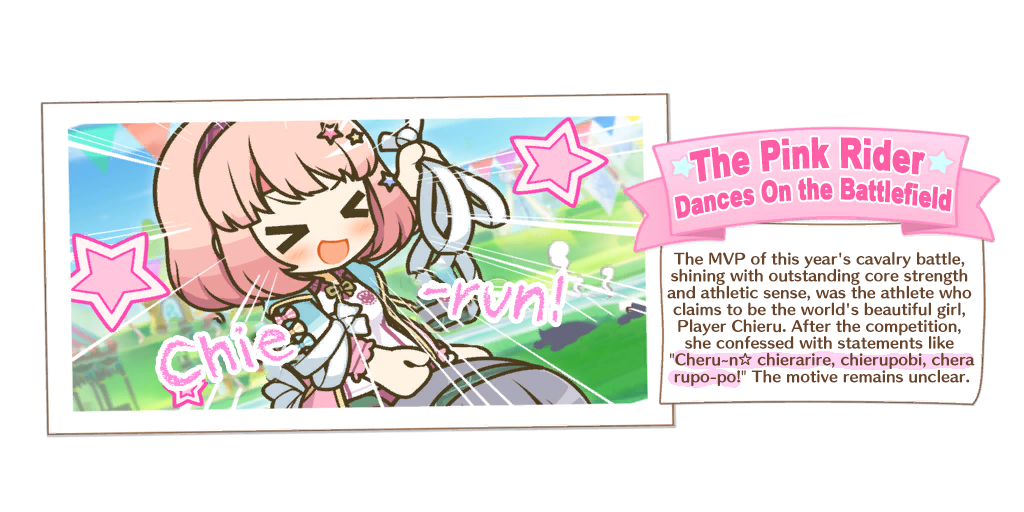 Chie
~run!
The Pink Rider
Dances On the Battlefield
The MVP of this year's cavalry battle,
shining with outstanding core strength
and athletic sense, was the athlete who
claims to be the world's beautiful girl,
Player Chieru. After the competition,
she confessed with statements like
"Cheru~n☆ chierarire, chierupobi, chera
rupo-po!" The motive remains unclear.